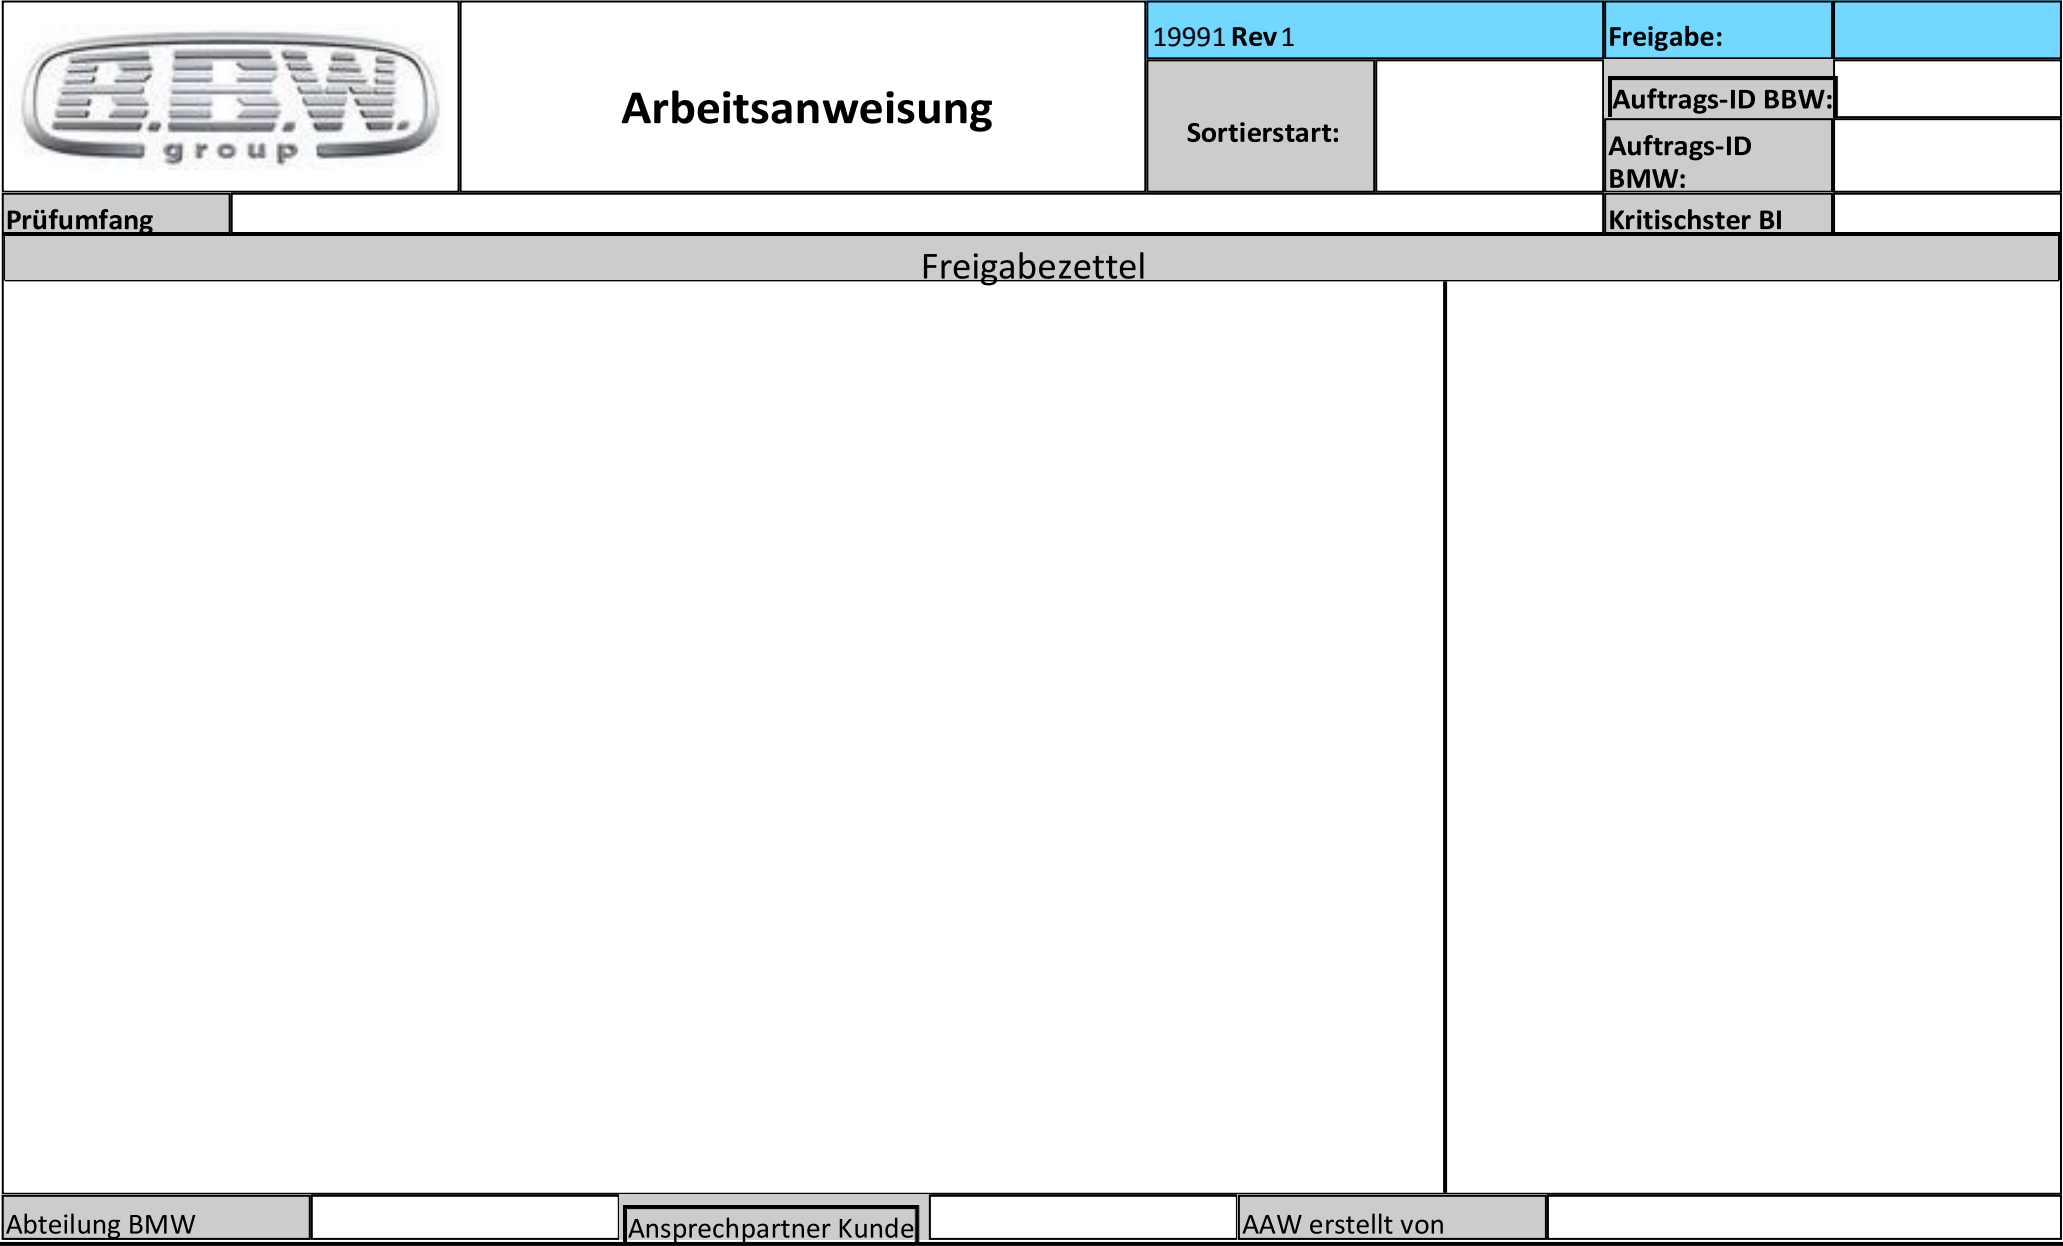 B.B.W.
group
Arbeitsanweisung
19991 Rev 1
Freigabe:
Sortierstart:
Auftrags-ID BBW:
Auftrags-ID
BMW:
Prüfumfang
Kritischster BI
Freigabezettel
Abteilung BMW
Ansprechpartner Kunde
AAW erstellt von